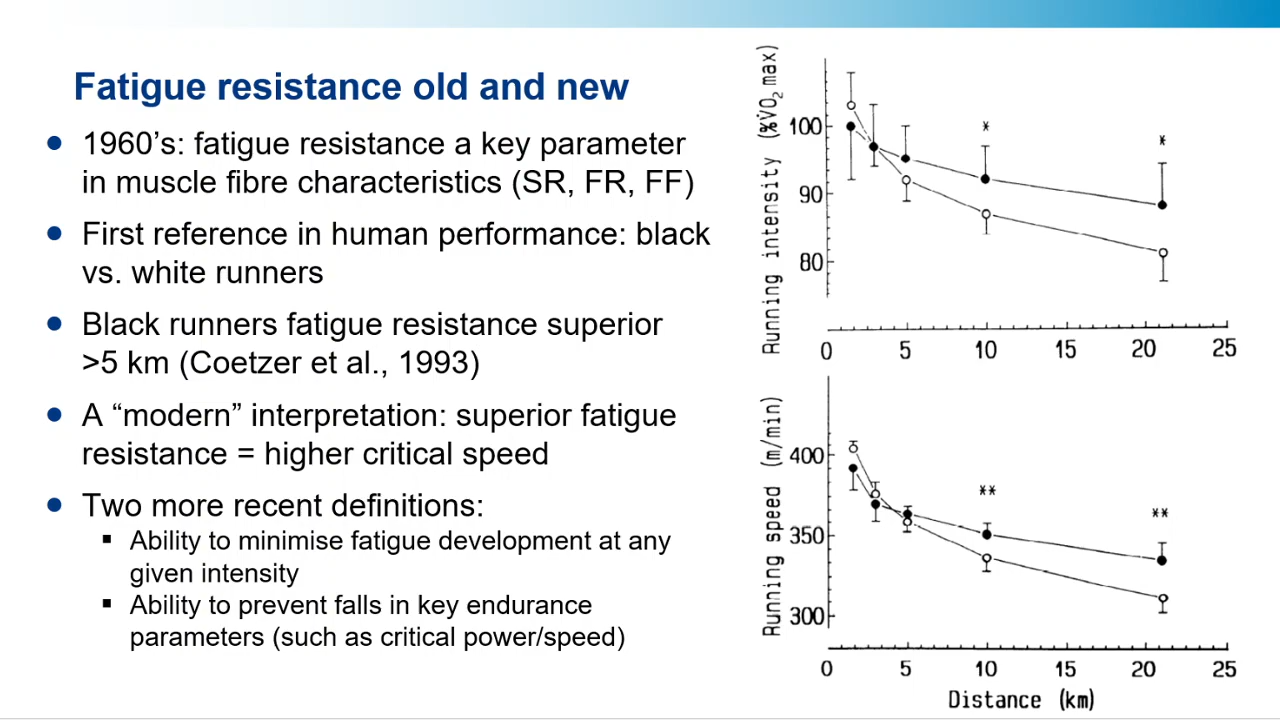 Fatigue resistance old and new
● 1960’s: fatigue resistance a key parameter
in muscle fibre characteristics (SR, FR, FF)
● First reference in human performance: black
vs. white runners
● Black runners fatigue resistance superior
>5 km (Coetzer et al., 1993)
● A “modern” interpretation: superior fatigue
resistance = higher critical speed
● Two more recent definitions:
▪ Ability to minimise fatigue development at any
given intensity
▪ Ability to prevent falls in key endurance
parameters (such as critical power/speed)
Running intensity (%V̇O₂ max)
100
90
80
*
*
0 5 10 15 20 25
Running speed (m/min)
400
350
300
**
**
0 5 10 15 20 25
Distance (km)